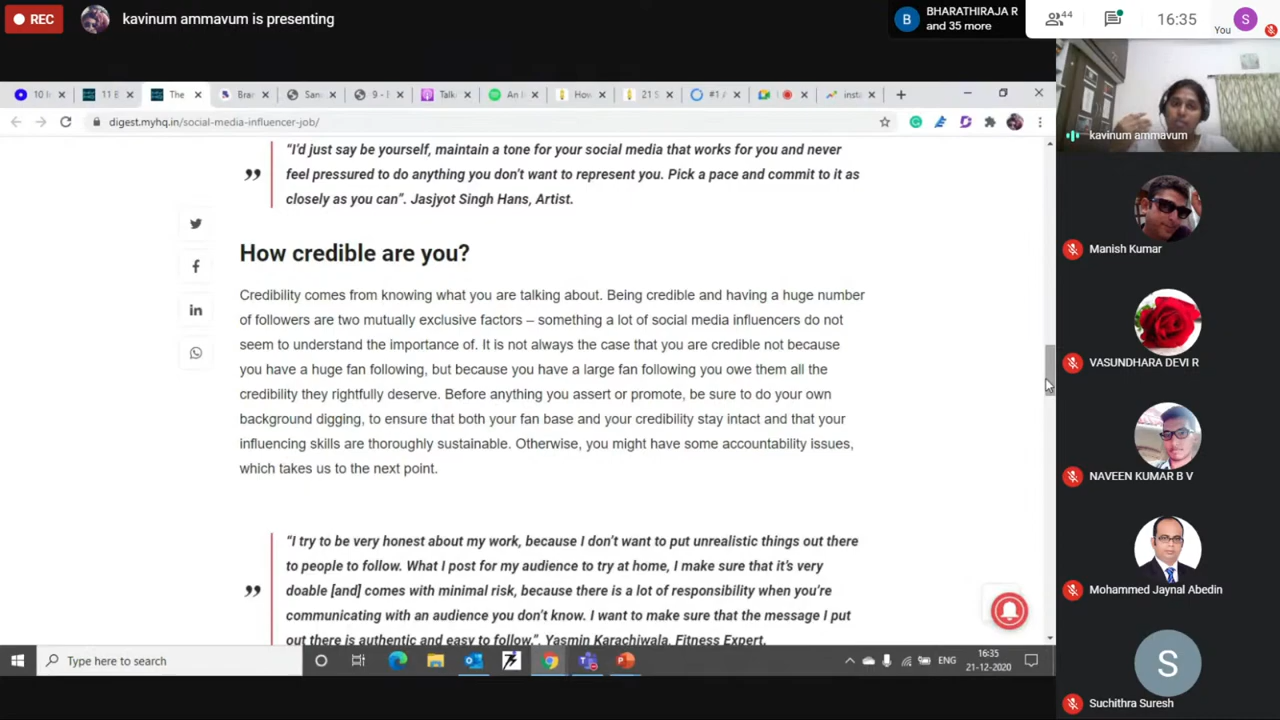 REC
kavinum ammavum is presenting
B
BHARATHIRAJA R
and 35 more
44
16:35
You
S
10 I
11 E
The
Brar
San
9 - I
Talk
An I
How
21 S
#1 A
insta
digest.myhq.in/social-media-influencer-job/
"I'd just say be yourself, maintain a tone for your social media that works for you and never
feel pressured to do anything you don't want to represent you. Pick a pace and commit to it as
closely as you can". Jasjyot Singh Hans, Artist.
How credible are you?
Credibility comes from knowing what you are talking about. Being credible and having a huge number
of followers are two mutually exclusive factors – something a lot of social media influencers do not
seem to understand the importance of. It is not always the case that you are credible not because
you have a huge fan following, but because you have a large fan following you owe them all the
credibility they rightfully deserve. Before anything you assert or promote, be sure to do your own
background digging, to ensure that both your fan base and your credibility stay intact and that your
influencing skills are thoroughly sustainable. Otherwise, you might have some accountability issues,
which takes us to the next point.
"I try to be very honest about my work, because I don't want to put unrealistic things out there
to people to follow. What I post for my audience to try at home, I make sure that it's very
doable [and] comes with minimal risk, because there is a lot of responsibility when you're
communicating with an audience you don't know. I want to make sure that the message I put
out there is authentic and easy to follow.". Yasmin Karachiwala, Fitness Expert.
Type here to search
ENG
16:35
21-12-2020
kavinum ammavum
Manish Kumar
VASUNDHARA DEVI R
NAVEEN KUMAR B V
Mohammed Jaynal Abedin
S
Suchithra Suresh